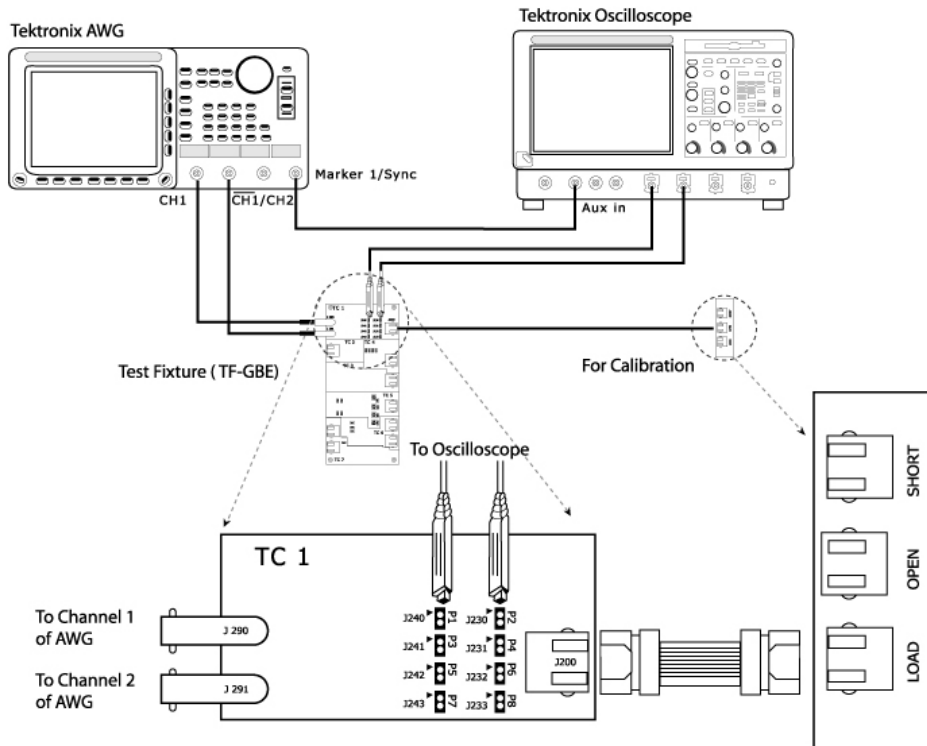 Tektronix AWG
Tektronix Oscilloscope
Marker 1/Sync
CH1
CH1/CH2
Aux in
TC 1
Test Fixture ( TF-GBE)
For Calibration
To Oscilloscope
TC 1
To Channel 1
of AWG
J 290
To Channel 2
of AWG
J 291
J240 P1
J230 P2
J241 P3
J231 P4
J242 P5
J232 P6
J243 P7
J233 P8
J200
SHORT
OPEN
LOAD